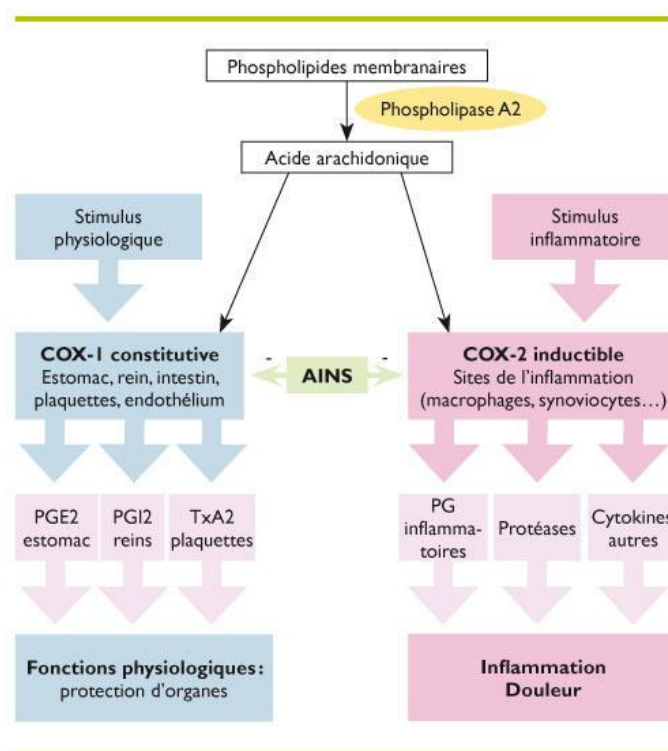 Phospholipides membranaires
Phospholipase A2
Acide arachidonique
Stimulus
physiologique
Stimulus
inflammatoire
COX-1 constitutive
Estomac, rein, intestin,
plaquettes, endothélium
- AINS -
COX-2 inductible
Sites de l’inflammation
(macrophages, synoviocytes…)
PGE2
estomac
PGI2
reins
TxA2
plaquettes
PG
inflamma-
toires
Protéases
Cytokines
autres
Fonctions physiologiques :
protection d’organes
Inflammation
Douleur